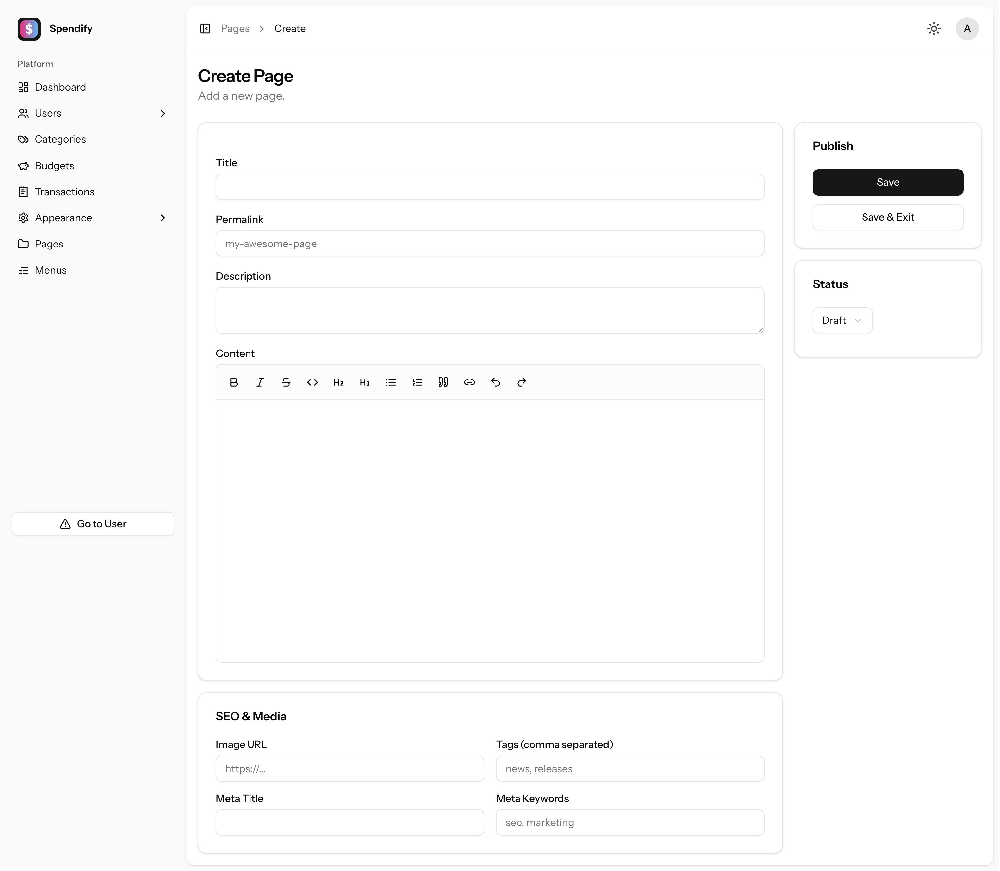 $
Spendify
Platform
Dashboard
Users
Categories
Budgets
Transactions
Appearance
Pages
Menus
Go to User
Pages
Create
A
Create Page
Add a new page.
Title
Permalink
my-awesome-page
Description
Content
B I S H2 H3
Publish
Save
Save & Exit
Status
Draft
SEO & Media
Image URL
Tags (comma separated)
https://...
news, releases
Meta Title
Meta Keywords
seo, marketing